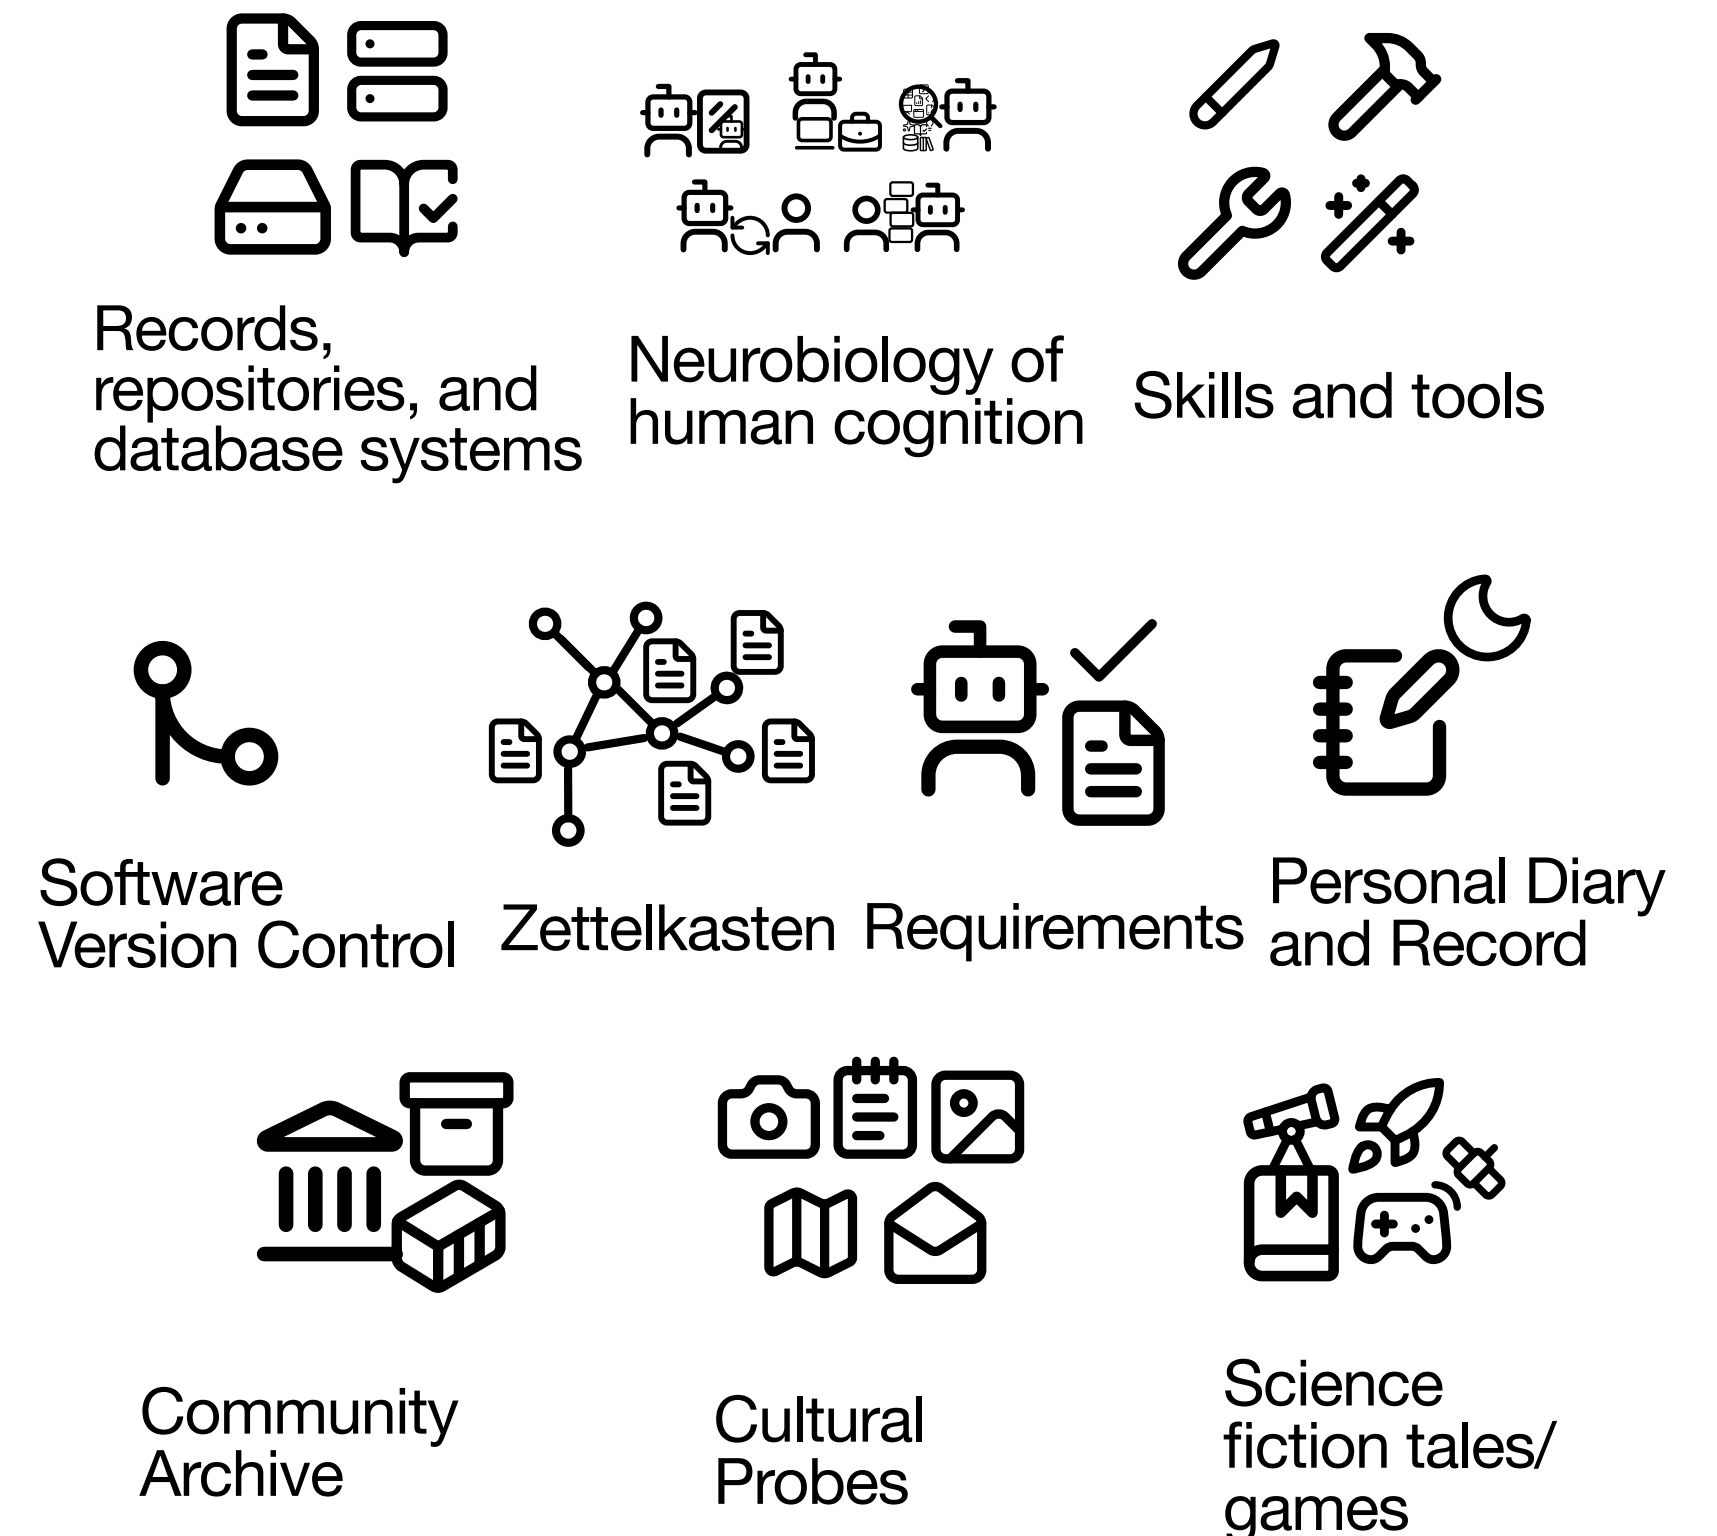 Records,
repositories, and
database systems
Neurobiology of
human cognition
Skills and tools
Software
Version Control
Zettelkasten
Requirements
Personal Diary
and Record
Community
Archive
Cultural
Probes
Science
fiction tales/
games